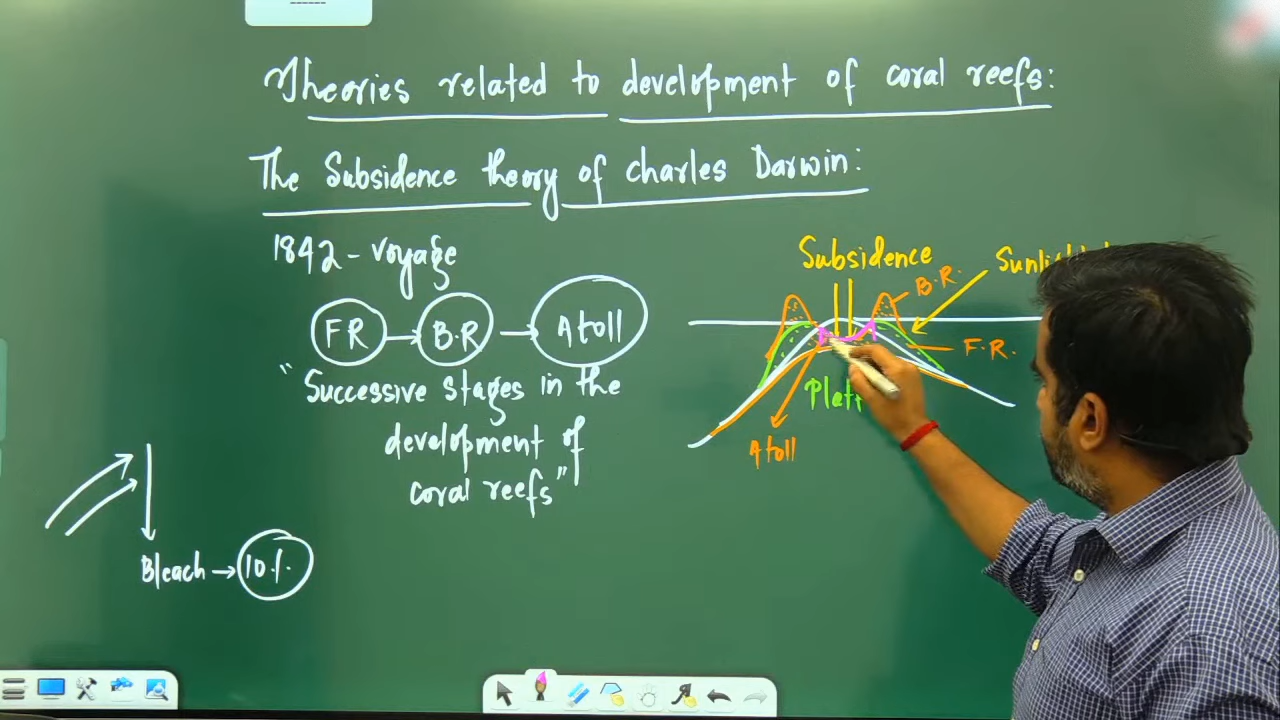 Theories related to development of coral reefs:
The Subsidence theory of Charles Darwin:
1842 - voyage
FR → B.R → Atoll
"Successive stages in the
development of
coral reefs"
Bleach → 10%
Subsidence
B.R.
F.R.
Atoll